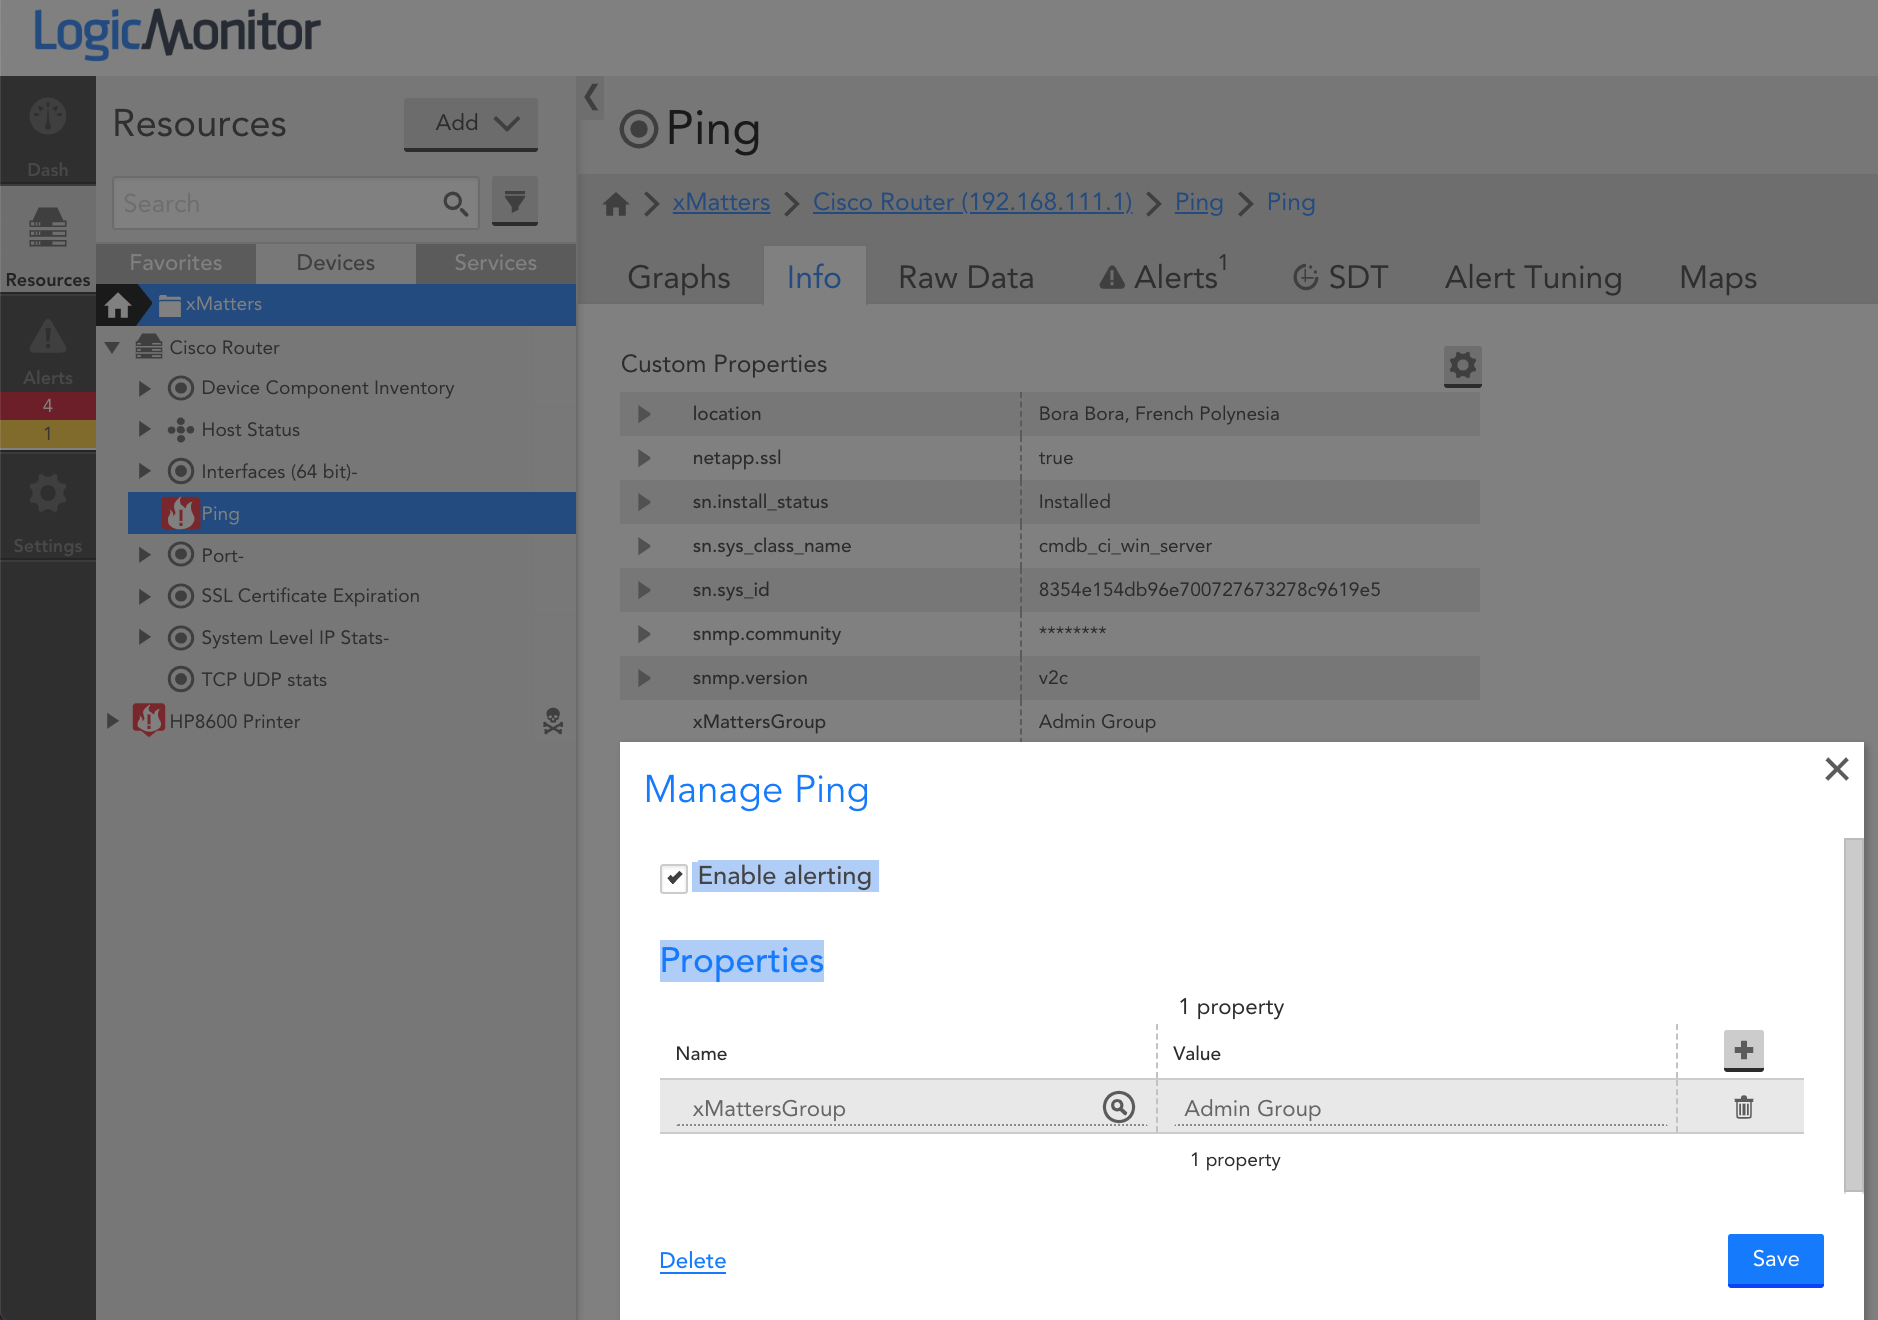 LogicMonitor
Dash
Resources
Alerts
4
1
Settings
Resources
Add
Search
Favorites
Devices
Services
xMatters
Cisco Router
Device Component Inventory
Host Status
Interfaces (64 bit)-
Ping
Port-
SSL Certificate Expiration
System Level IP Stats-
TCP UDP stats
HP8600 Printer
Ping
xMatters
Cisco Router (192.168.111.1)
Ping
Ping
Graphs
Info
Raw Data
Alerts 1
SDT
Alert Tuning
Maps
Custom Properties
location Bora Bora, French Polynesia
netapp.ssl true
sn.install_status Installed
sn.sys_class_name cmdb_ci_win_server
sn.sys_id 8354e154db96e700727673278c9619e5
snmp.community ********
snmp.version v2c
xMattersGroup Admin Group
Manage Ping
Enable alerting
Properties
1 property
Name Value
xMattersGroup Admin Group
1 property
Delete
Save